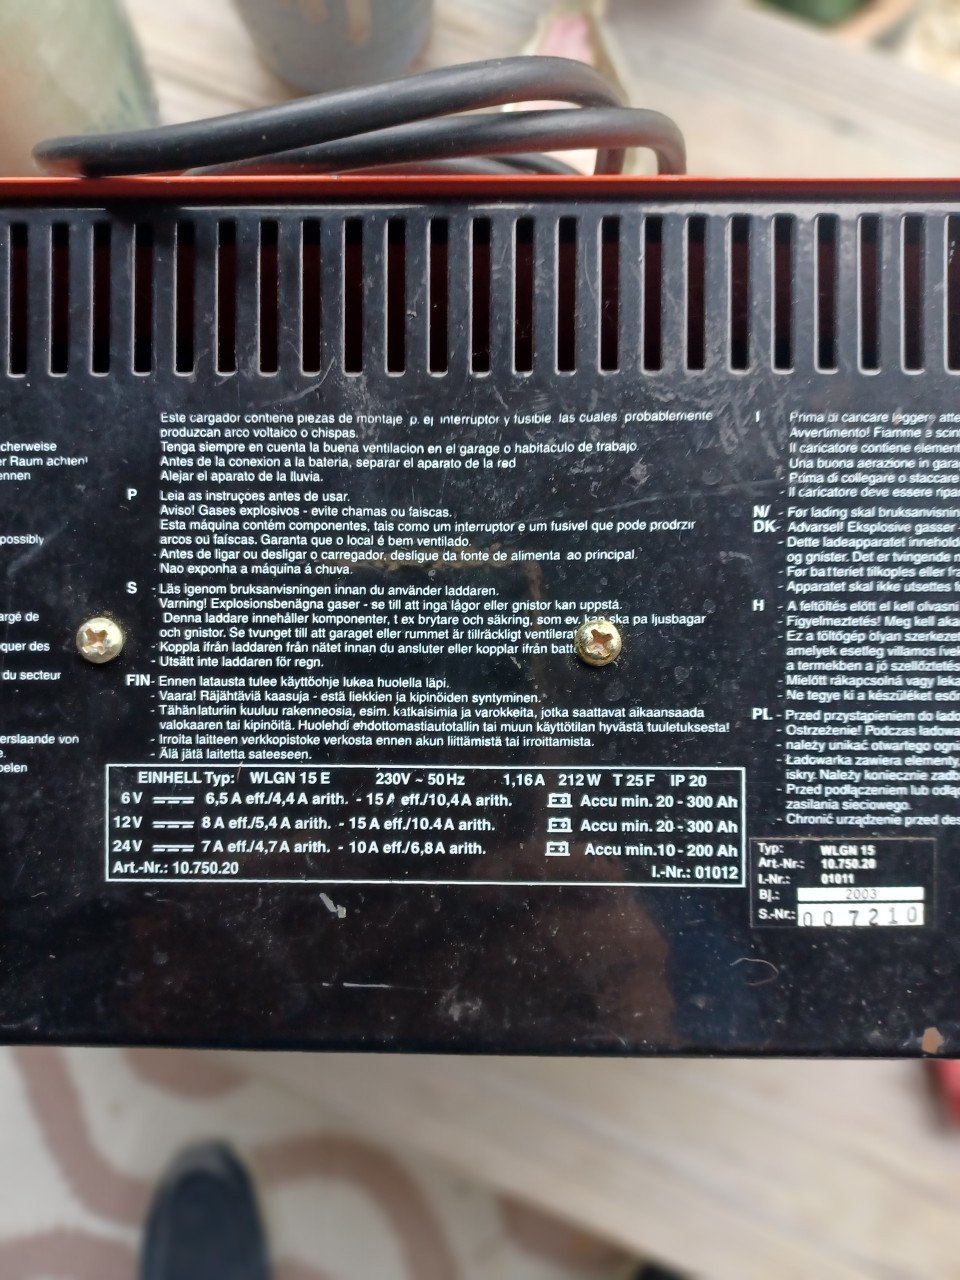 cherweise
er Raum achten!
ennen
possibly
argé de
quer des
du secteur
erslaande von
e.
pelen
Este cargador contiene piezas de montaje p. ej interruptor y fusible las cuales probablemente
produzcan arco voltaico o chispas.
Tenga siempre en cuenta la buena ventilacion en el garage o habitaculo de trabajo.
Antes de la conexion a la bateria, separar el aparato de la red
Alejar el aparato de la lluvia.
P Leia as instruçoes antes de usar.
Aviso! Gases explosivos - evite chamas ou faiscas.
Esta máquina contém componentes, tais como um interruptor e um fusível que pode prodrzir
arcos ou faíscas. Garanta que o local é bem ventilado.
- Antes de ligar ou desligar o carregador, desligue da fonte de alimenta ao principal.
- Nao exponha a máquina á chuva.
S - Läs igenom bruksanvisningen innan du använder laddaren.
Varning! Explosionsbenägna gaser - se till att inga lågor eller gnistor kan uppstå.
Denna laddare innehåller komponenter, t ex brytare och säkring, som ev. kan ska pa ljusbagar
och gnistor. Se tvunget till att garaget eller rummet är tillräckligt ventilerat
- Koppla ifrån laddaren från nätet innan du ansluter eller kopplar ifrån batt
- Utsätt inte laddaren för regn.
FIN - Ennen latausta tulee käyttöohje lukea huolella läpi.
- Vaara! Räjähtäviä kaasuja - estä liekkien ja kipinöiden syntyminen.
- Tähän laturiin kuuluu rakenneosia, esim. katkaisimia ja varokkeita, jotka saattavat aikaansaada
valokaaren tai kipinöitä. Huolehdi ehdottomasti autotallin tai muun käyttötilan hyvästä tuuletuksesta!
- Irroita laitteen verkkopistoke verkosta ennen akun liittämistä tai irroittamista.
- Älä jätä laitetta sateeseen.
EINHELL Typ: WLGN 15 E 230V ~ 50 Hz 1,16 A 212 W T 25 F IP 20
6 V 6,5 A eff./4,4 A arith. - 15 A eff./10,4 A arith. Accu min. 20 - 300 Ah
12 V 8 A eff./5,4 A arith. - 15 A eff./10.4 A arith. Accu min. 20 - 300 Ah
24 V 7 A eff./4,7 A arith. - 10 A eff./6,8 A arith. Accu min. 10 - 200 Ah
Art.-Nr.: 10.750.20 I.-Nr.: 01012
I Prima di caricare leggere atte
Avvertimento! Fiamme a scin
Il caricatore contiene element
Una buona aerazione in gara
- Prima di collegare o staccare
- Il caricatore deve essere ripa
N/ - Før lading skal bruksanvisnin
DK - Advarsel! Eksplosive gasser -
- Dette ladeapparatet innehold
og gnister. Det er tvingende n
- Før batteriet tilkoples eller fra
- Apparatet skal ikke utsettes f
H - A feltöltés előtt el kell olvasni
Figyelmeztetés! Meg kell aka
- Ez a töltőgép olyan szerkezet
amelyek esetleg villamos ívek
a termekben a jó szellőztetés
- Mielőtt rákapcsolná vagy leka
- Ne tegye ki a készüléket esőn
PL - Przed przystąpieniem do łado
- Ostrzeżenie! Podczas ładowa
należy unikać otwartego ogni
- Ładowarka zawiera elementy,
iskry. Należy koniecznie zadb
- Przed podłączeniem lub odłąc
zasilania sieciowego.
- Chronić urządzenie przed des
Typ: WLGN 15
Art.-Nr.: 10.750.20
I.-Nr.: 01011
Bj.: 2003
S.-Nr.: 007210